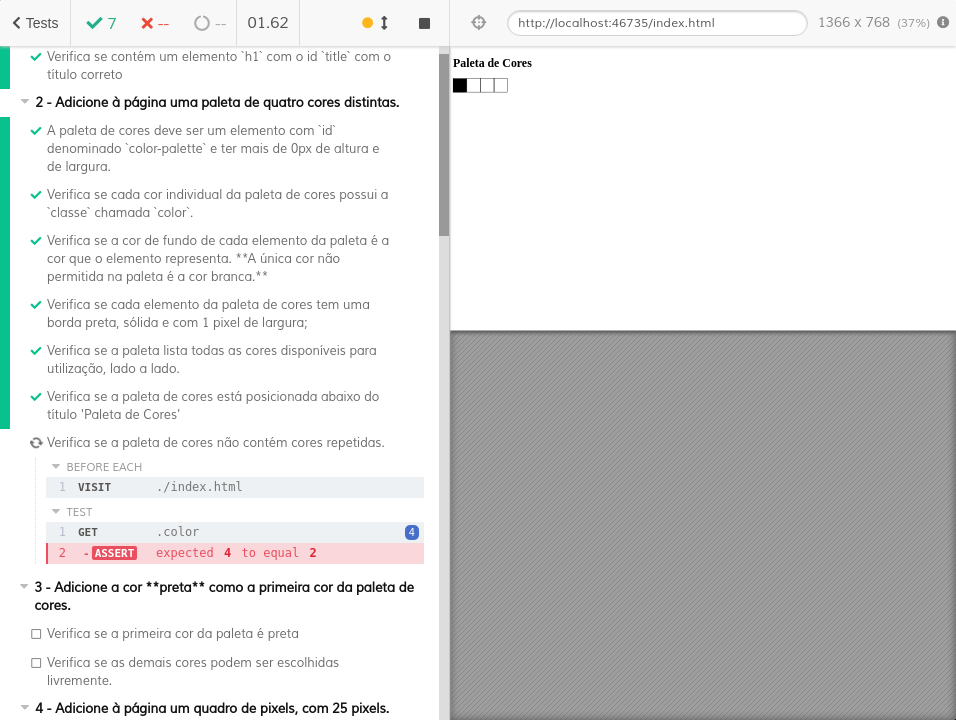 Tests 7 -- -- 01.62 http://localhost:46735/index.html 1366 x 768 (37%)
Verifica se contém um elemento `h1` com o id `title` com o
título correto
2 - Adicione à página uma paleta de quatro cores distintas.
A paleta de cores deve ser um elemento com `id`
denominado `color-palette` e ter mais de 0px de altura e
de largura.
Verifica se cada cor individual da paleta de cores possui a
`classe` chamada `color`.
Verifica se a cor de fundo de cada elemento da paleta é a
cor que o elemento representa. **A única cor não
permitida na paleta é a cor branca.**
Verifica se cada elemento da paleta de cores tem uma
borda preta, sólida e com 1 pixel de largura;
Verifica se a paleta lista todas as cores disponíveis para
utilização, lado a lado.
Verifica se a paleta de cores está posicionada abaixo do
título 'Paleta de Cores'
Verifica se a paleta de cores não contém cores repetidas.
BEFORE EACH
1 VISIT ./index.html
TEST
1 GET .color 4
2 -ASSERT expected 4 to equal 2
3 - Adicione a cor **preta** como a primeira cor da paleta de
cores.
Verifica se a primeira cor da paleta é preta
Verifica se as demais cores podem ser escolhidas
livremente.
4 - Adicione à página um quadro de pixels, com 25 pixels.
Paleta de Cores